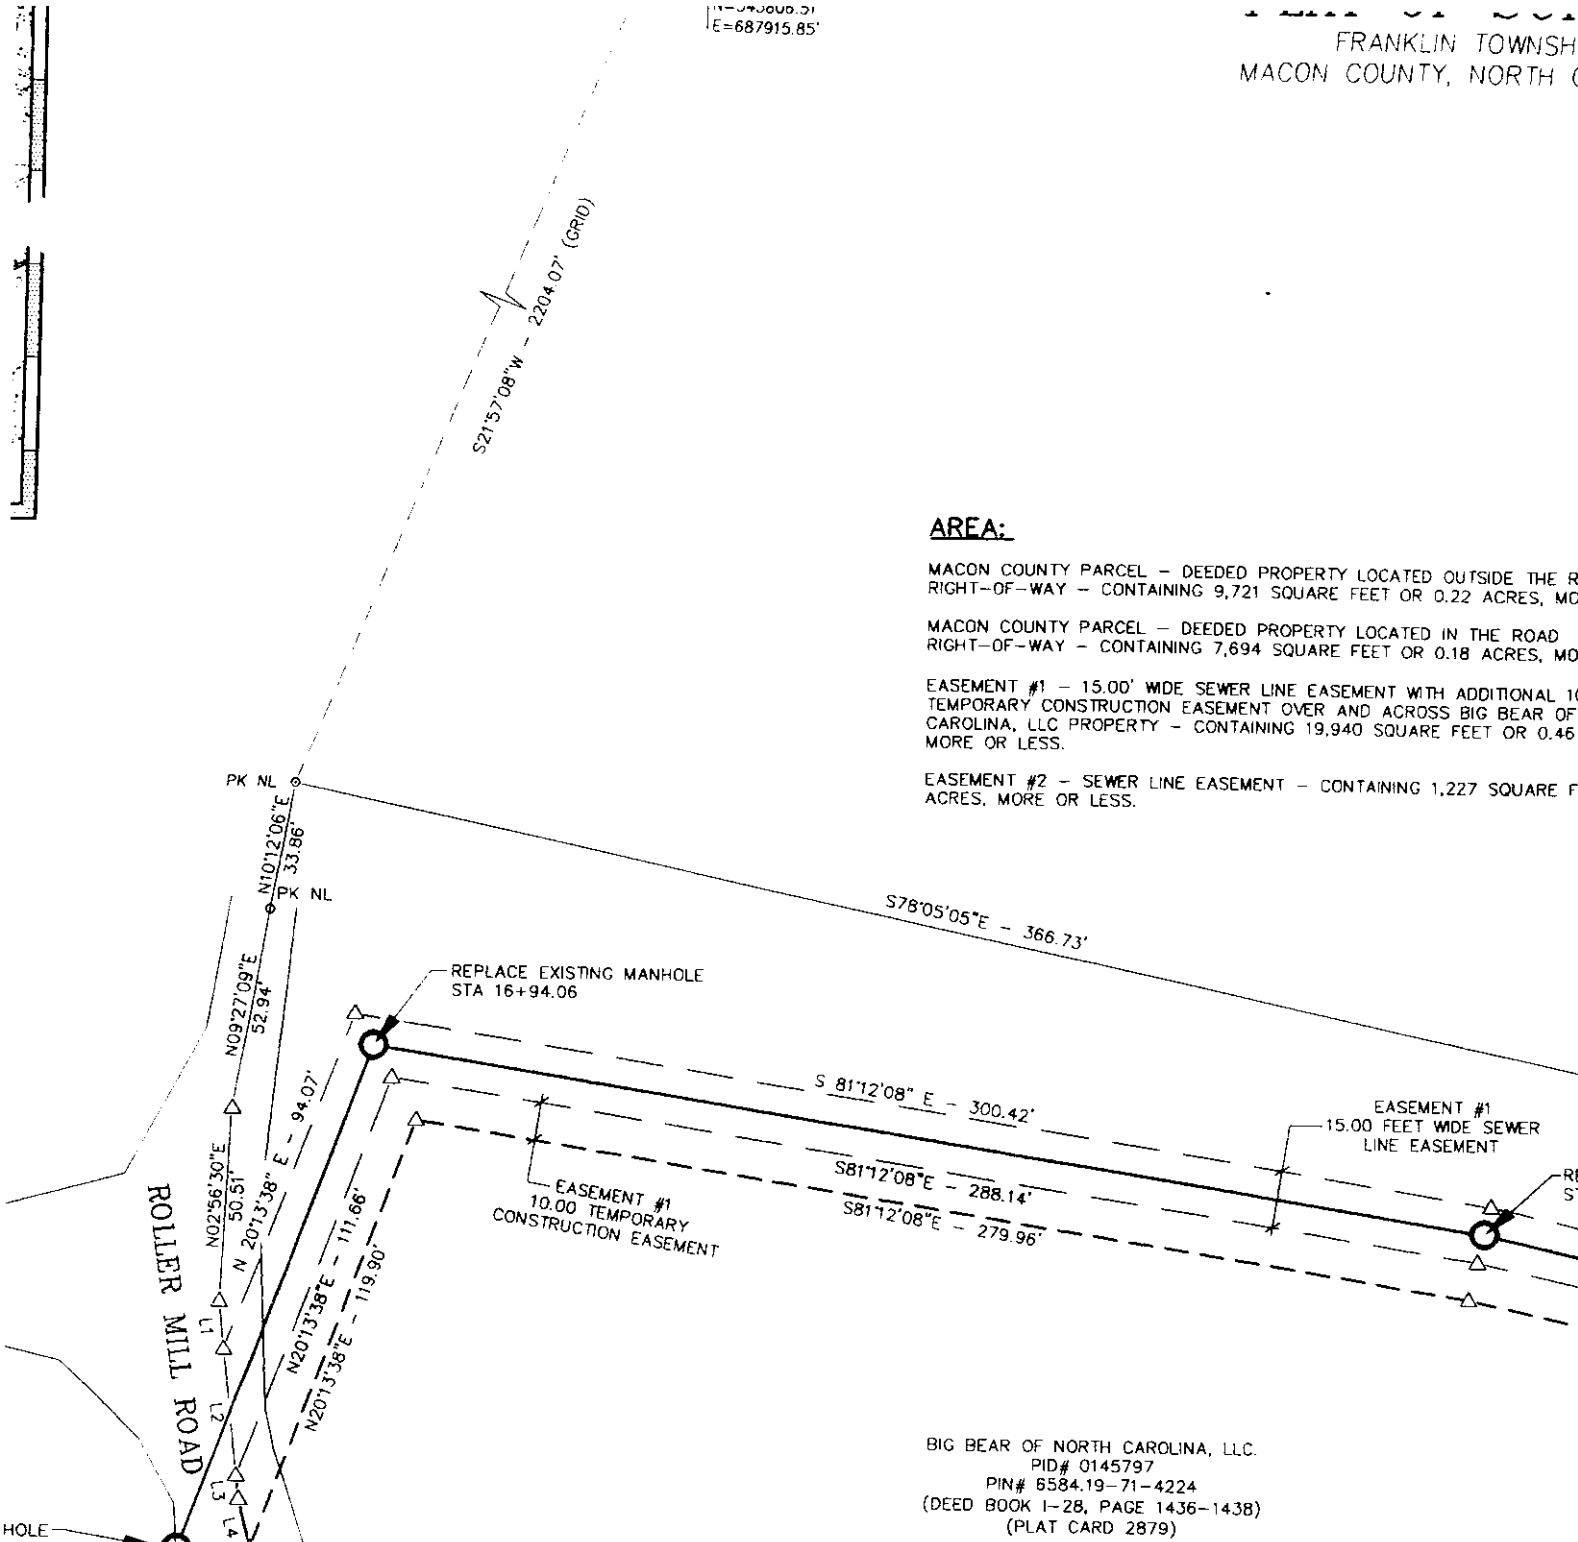 E=687915.85'
FRANKLIN TOWNSH
MACON COUNTY, NORTH
S21°57'08"W - 2204.07' (GRID)
AREA:
MACON COUNTY PARCEL - DEEDED PROPERTY LOCATED OUTSIDE THE R
RIGHT-OF-WAY - CONTAINING 9,721 SQUARE FEET OR 0.22 ACRES, MO
MACON COUNTY PARCEL - DEEDED PROPERTY LOCATED IN THE ROAD
RIGHT-OF-WAY - CONTAINING 7,694 SQUARE FEET OR 0.18 ACRES, MO
EASEMENT #1 - 15.00' WIDE SEWER LINE EASEMENT WITH ADDITIONAL 10
TEMPORARY CONSTRUCTION EASEMENT OVER AND ACROSS BIG BEAR OF
CAROLINA, LLC PROPERTY - CONTAINING 19,940 SQUARE FEET OR 0.46
MORE OR LESS.
EASEMENT #2 - SEWER LINE EASEMENT - CONTAINING 1,227 SQUARE F
ACRES, MORE OR LESS.
PK NL
N10°12'06"E
33.86'
PK NL
S78°05'05"E - 366.73'
N09°27'09"E
52.94'
REPLACE EXISTING MANHOLE
STA 16+94.06
S 81°12'08" E - 300.42'
EASEMENT #1
15.00 FEET WIDE SEWER
LINE EASEMENT
RE
ST
N02°56'30"E
50.51'
N 20°13'38" E - 94.07'
N20°13'38"E - 111.66'
N20°13'38"E - 119.90'
S81°12'08"E - 288.14'
S81°12'08"E - 279.96'
EASEMENT #1
10.00 TEMPORARY
CONSTRUCTION EASEMENT
ROLLER MILL ROAD
L1
L2
L3
L4
HOLE
BIG BEAR OF NORTH CAROLINA, LLC.
PID# 0145797
PIN# 6584.19-71-4224
(DEED BOOK I-28, PAGE 1436-1438)
(PLAT CARD 2879)